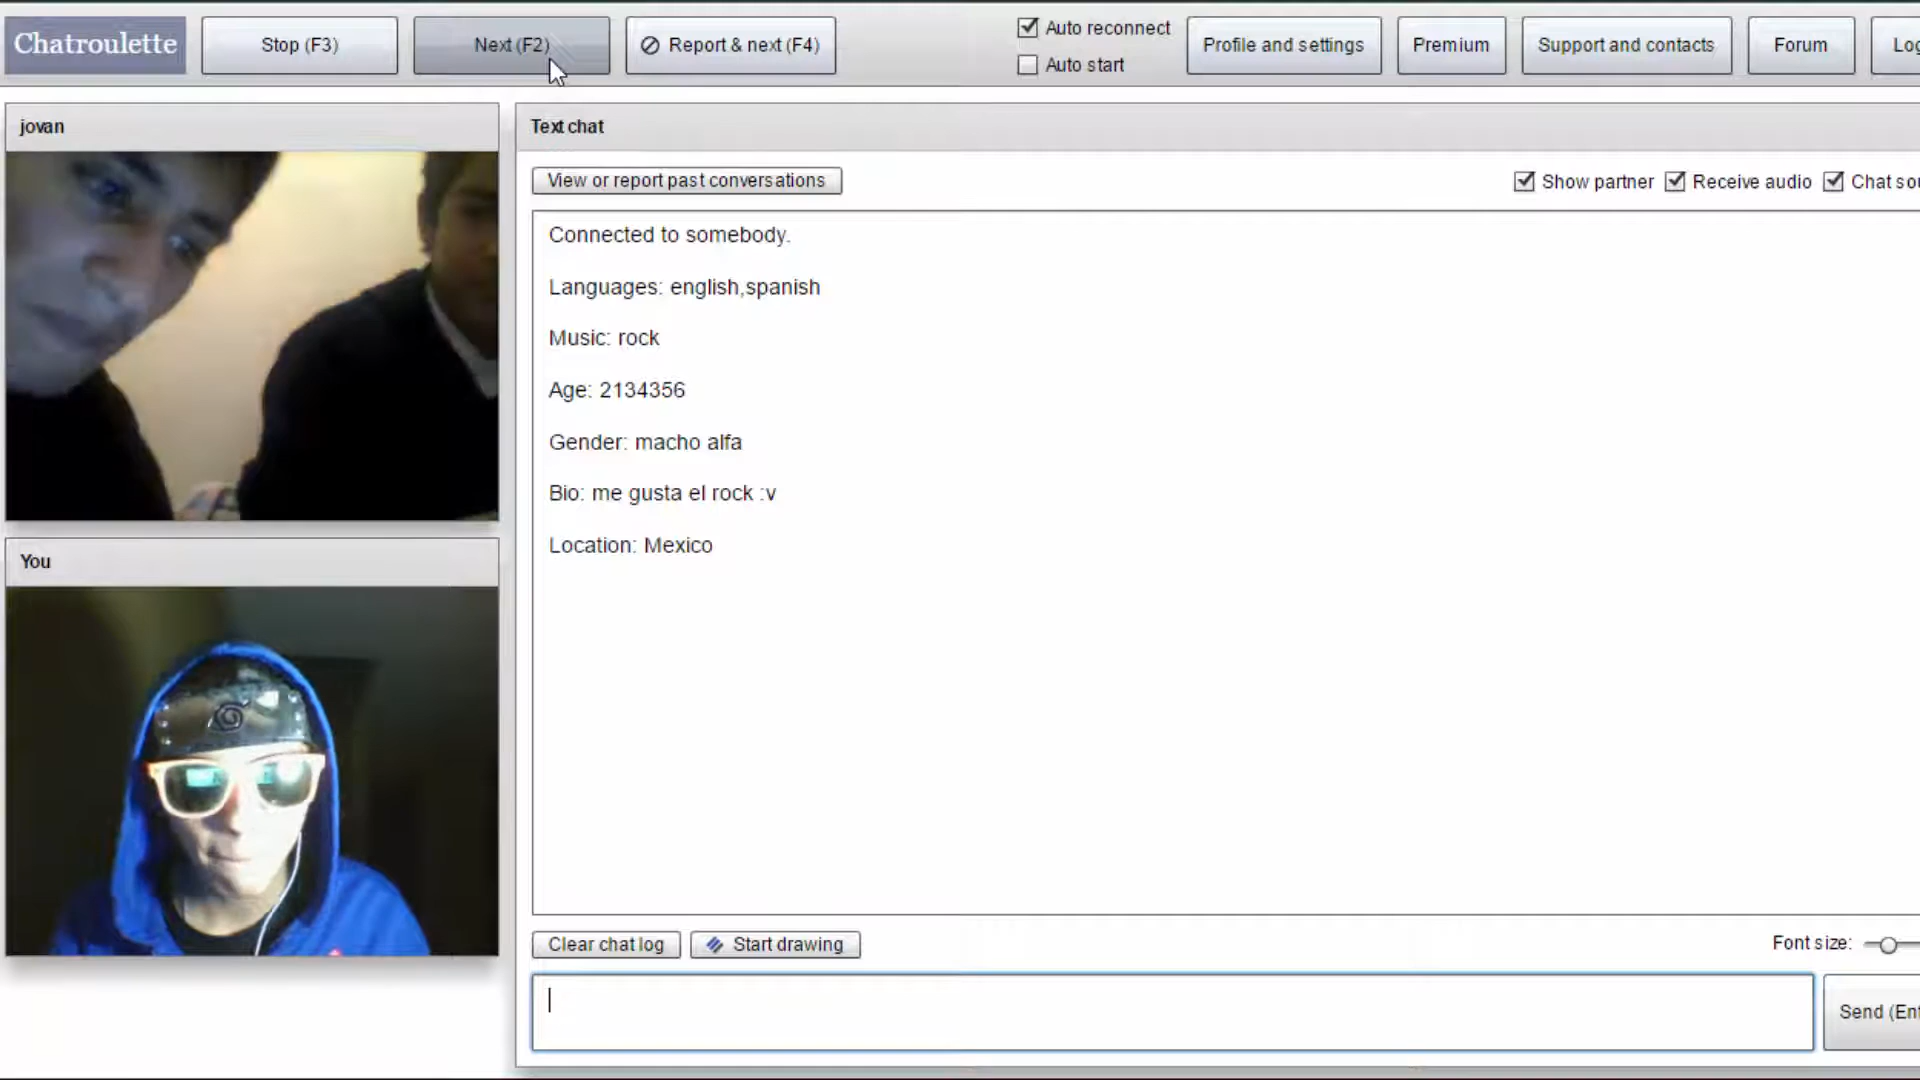 Chatroulette
Stop (F3)
Next (F2)
Report & next (F4)
Auto reconnect
Auto start
Profile and settings
Premium
Support and contacts
Forum
jovan
Text chat
View or report past conversations
Show partner
Receive audio
Chat
Connected to somebody.
Languages: english,spanish
Music: rock
Age: 2134356
Gender: macho alfa
Bio: me gusta el rock :v
Location: Mexico
You
Clear chat log
Start drawing
Font size:
Send